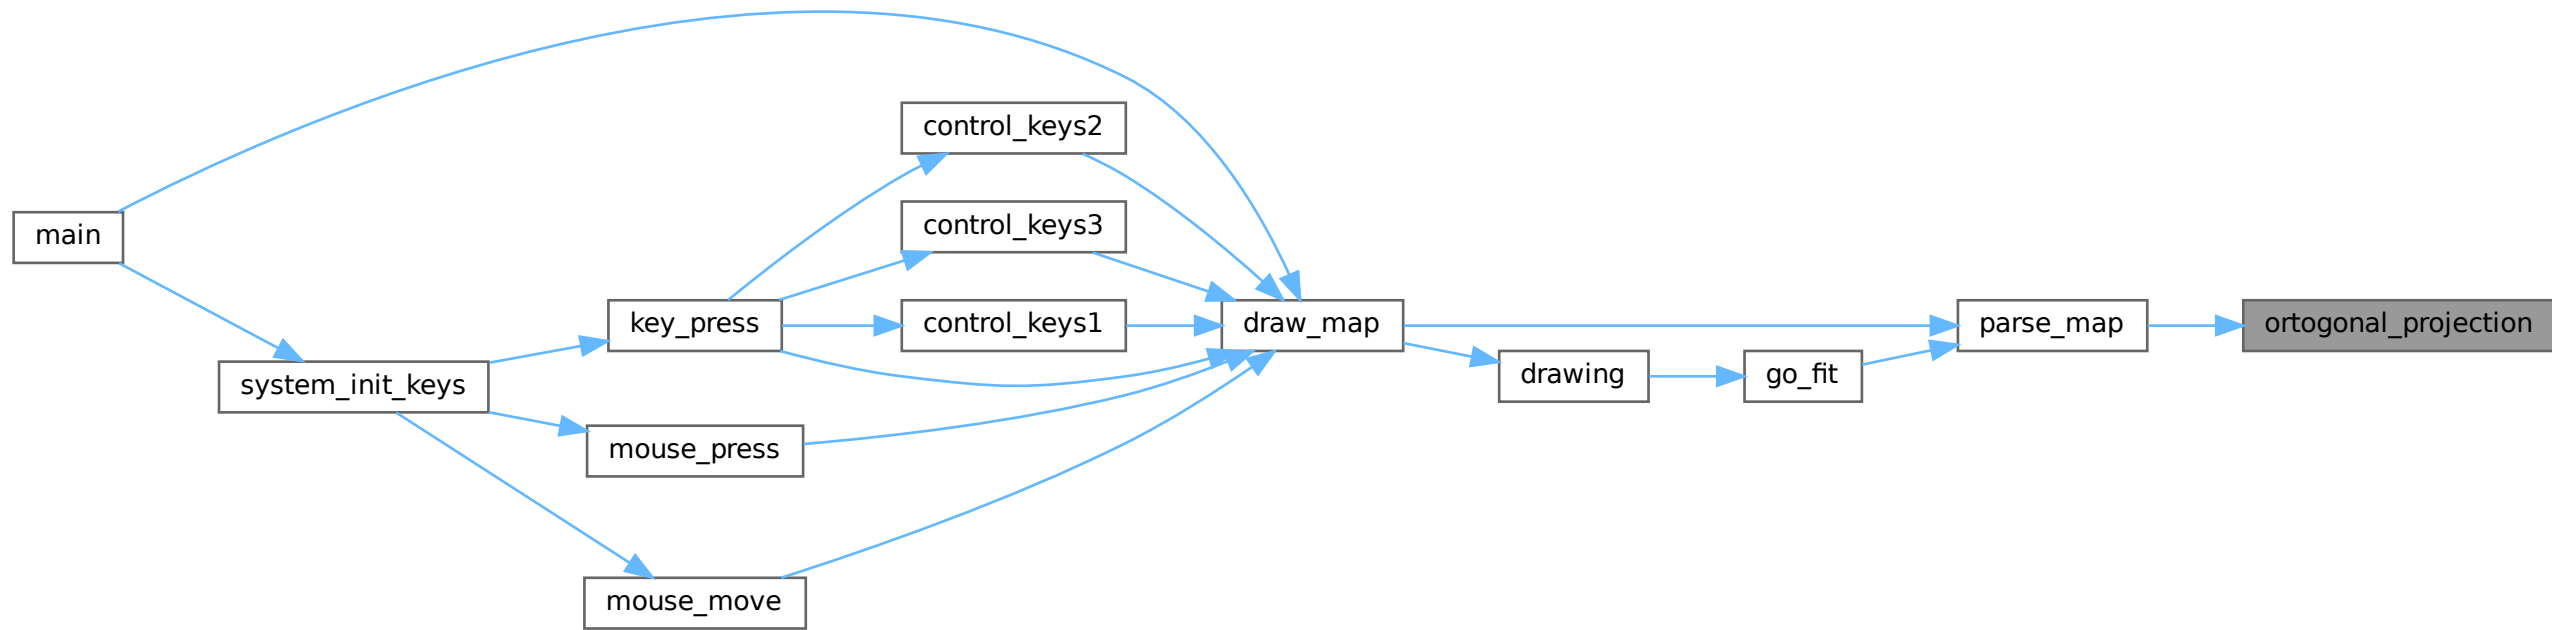 main
system_init_keys
key_press
mouse_press
mouse_move
control_keys2
control_keys3
control_keys1
draw_map
drawing
go_fit
parse_map
ortogonal_projection